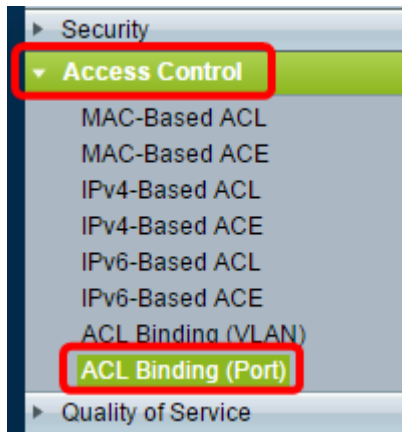 Security
Access Control
MAC-Based ACL
MAC-Based ACE
IPv4-Based ACL
IPv4-Based ACE
IPv6-Based ACL
IPv6-Based ACE
ACL Binding (VLAN)
ACL Binding (Port)
Quality of Service